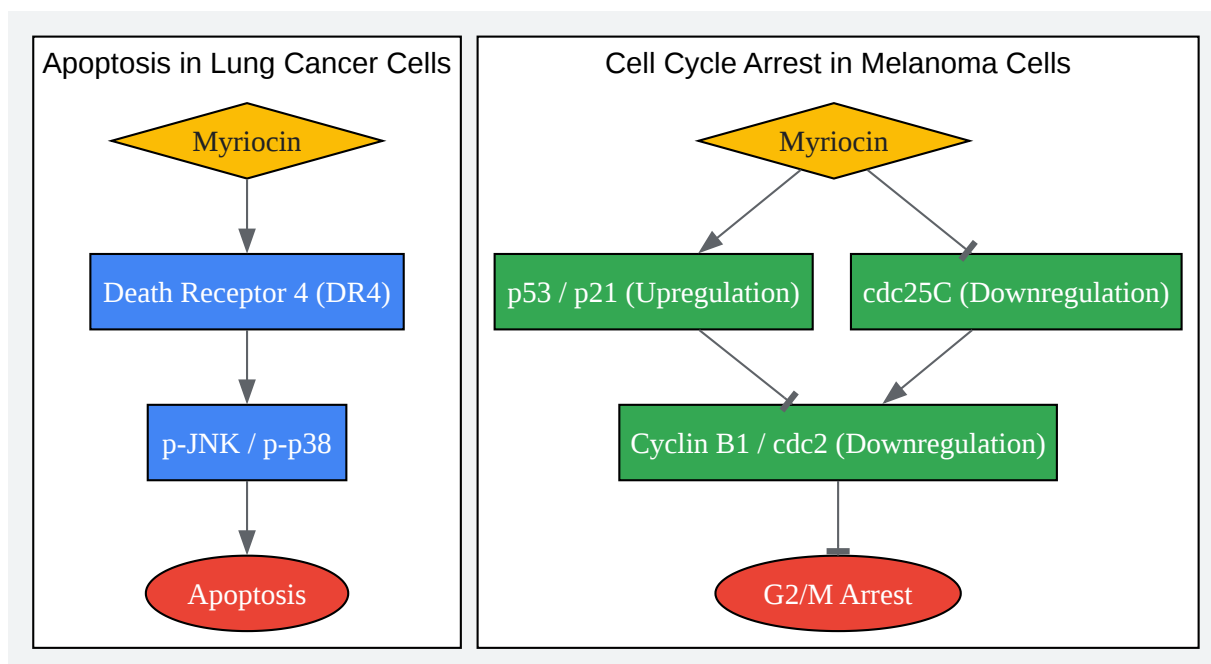 Apoptosis in Lung Cancer Cells
Myriocin
Death Receptor 4 (DR4)
p-JNK / p-p38
Apoptosis
Cell Cycle Arrest in Melanoma Cells
Myriocin
p53 / p21 (Upregulation)
cdc25C (Downregulation)
Cyclin B1 / cdc2 (Downregulation)
G2/M Arrest